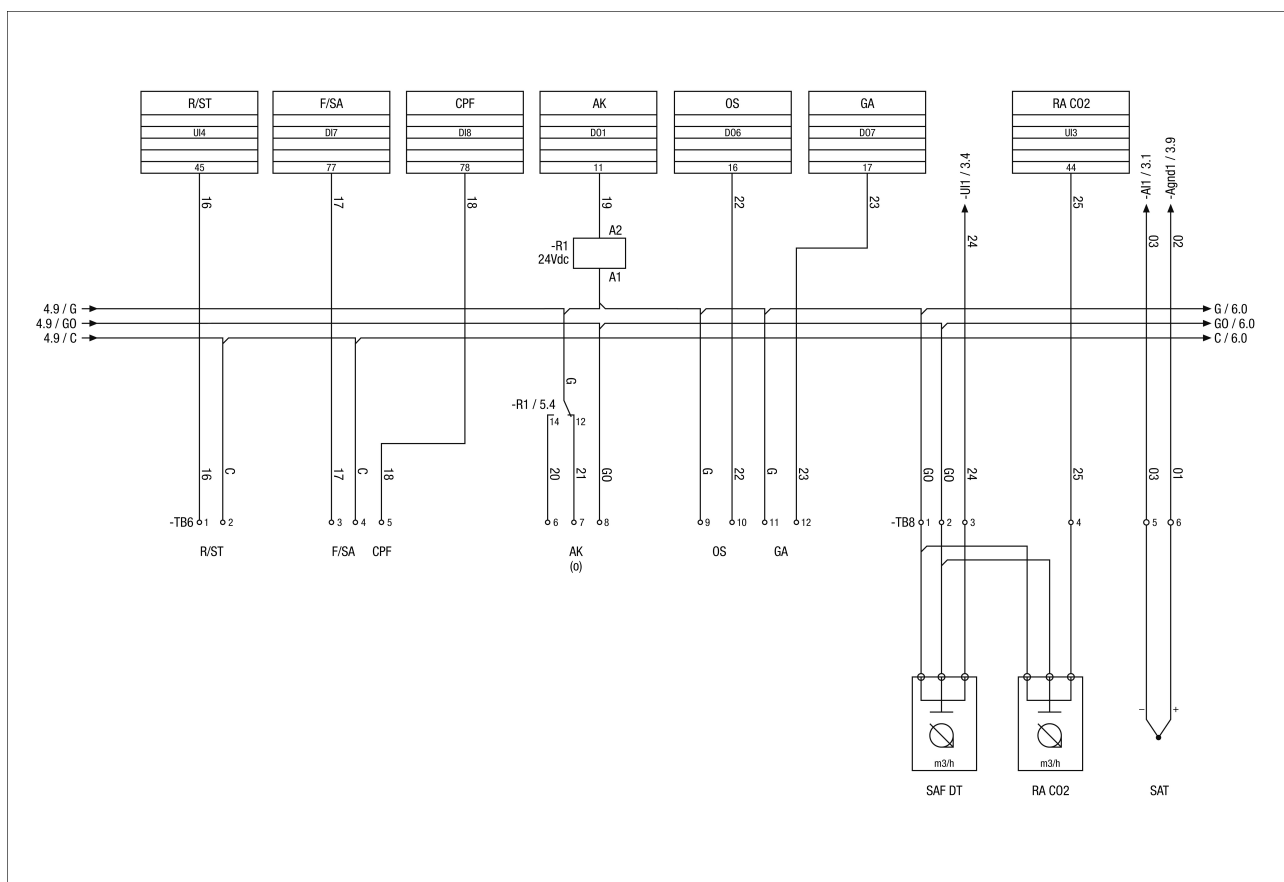 R/ST F/SA CPF AK OS GA RA CO2
UI4 DI7 DI8 DO1 DO6 DO7 UI3
45 77 78 11 16 17 44
-UI1 / 3.4 -AI1 / 3.1 -Agnd1 / 3.9
16 17 18 19 22 23 24 25 03 02
A2
-R1
24Vdc
A1
4.9 / G G / 6.0
4.9 / GO GO / 6.0
4.9 / C C / 6.0
G
-R1 / 5.4
14 12
16 C 17 C 18 20 21 GO G 22 G 23 GO GO 24 25 03 01
-TB6 1 2 3 4 5 6 7 8 9 10 11 12 -TB8 1 2 3 4 5 6
R/ST F/SA CPF AK OS GA
(o)
– +
m3/h m3/h
SAF DT RA CO2 SAT